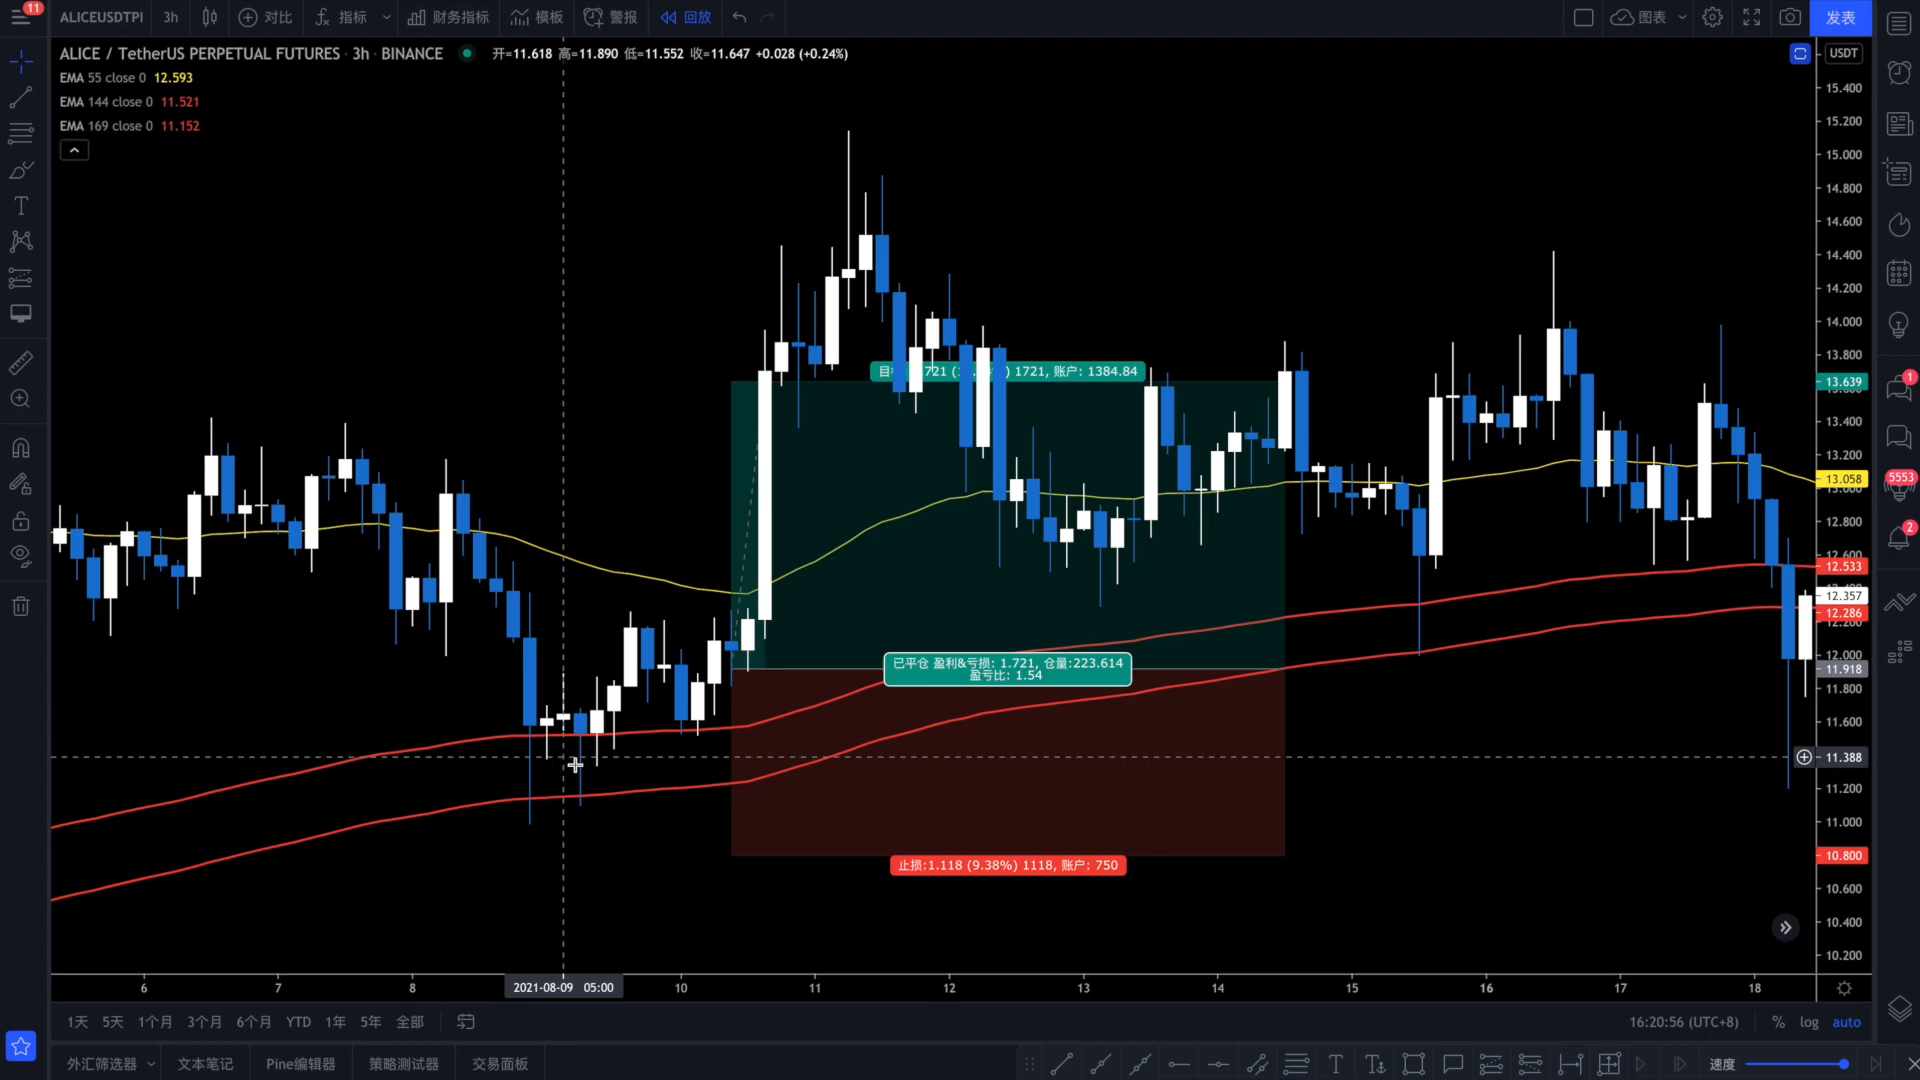 11
ALICEUSDTPI
3h
对比
指标
财务指标
模板
警报
回放
图表
发表
ALICE / TetherUS PERPETUAL FUTURES · 3h · BINANCE
开=11.618 高=11.890 低=11.552 收=11.647 +0.028 (+0.24%)
USDT
EMA 55 close 0 12.593
EMA 144 close 0 11.521
EMA 169 close 0 11.152
15.400
15.200
15.000
14.800
14.600
14.400
14.200
14.000
13.800
13.639
13.400
13.200
13.058
13.000
12.800
12.600
12.533
12.400
12.357
12.286
12.200
12.000
11.918
11.800
11.600
11.388
11.200
11.000
10.800
10.600
10.400
10.200
1721, 账户: 1384.84
已平仓 盈利&亏损: 1.721, 仓量:223.614
盈亏比: 1.54
止损:1.118 (9.38%) 1118, 账户: 750
1
5553
2
6
7
8
2021-08-09 05:00
10
11
12
13
14
15
16
17
18
1天
5天
1个月
3个月
6个月
YTD
1年
5年
全部
16:20:56 (UTC+8)
%
log
auto
外汇筛选器
文本笔记
Pine编辑器
策略测试器
交易面板
速度